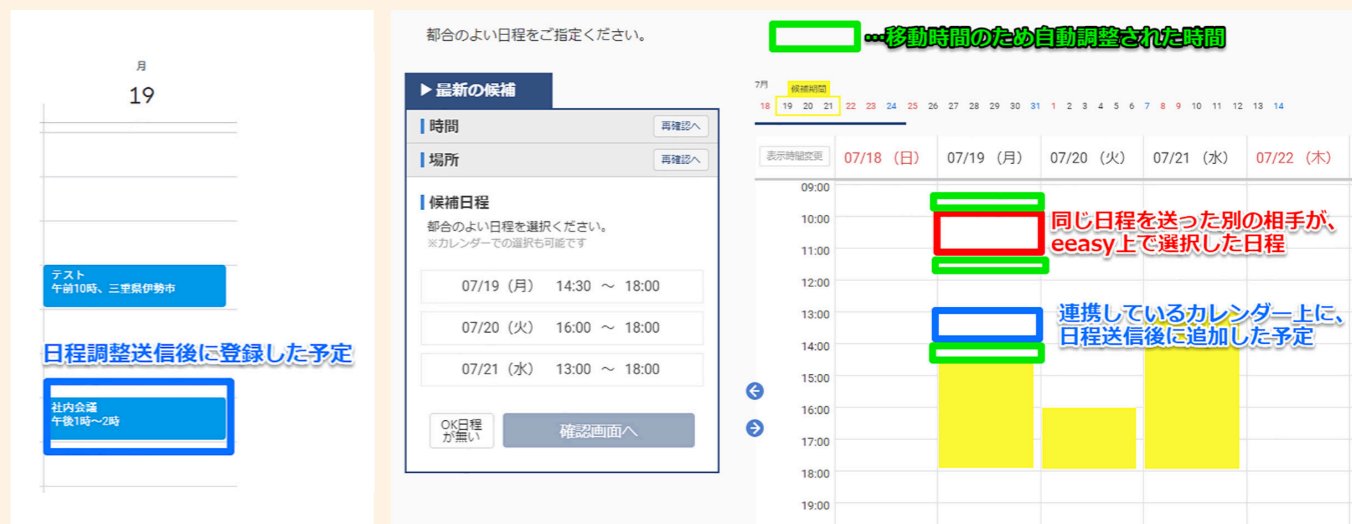 月
19
テスト
午前10時、三重県伊勢市
日程調整送信後に登録した予定
社内会議
午後1時～2時
都合のよい日程をご指定ください。
▶最新の候補
時間
再確認へ
場所
再確認へ
候補日程
都合のよい日程を選択ください。
※カレンダーでの選択も可能です
07/19（月） 14:30 ～ 18:00
07/20（火） 16:00 ～ 18:00
07/21（水） 13:00 ～ 18:00
OK日程
が無い
確認画面へ
…移動時間のため自動調整された時間
7月
候補期間
18 19 20 21 22 23 24 25 26 27 28 29 30 31 1 2 3 4 5 6 7 8 9 10 11 12 13 14
表示時間変更
07/18（日） 07/19（月） 07/20（火） 07/21（水） 07/22（木）
09:00
10:00
同じ日程を送った別の相手が、
eeasy上で選択した日程
11:00
12:00
13:00
連携しているカレンダー上に、
日程送信後に追加した予定
14:00
15:00
16:00
17:00
18:00
19:00